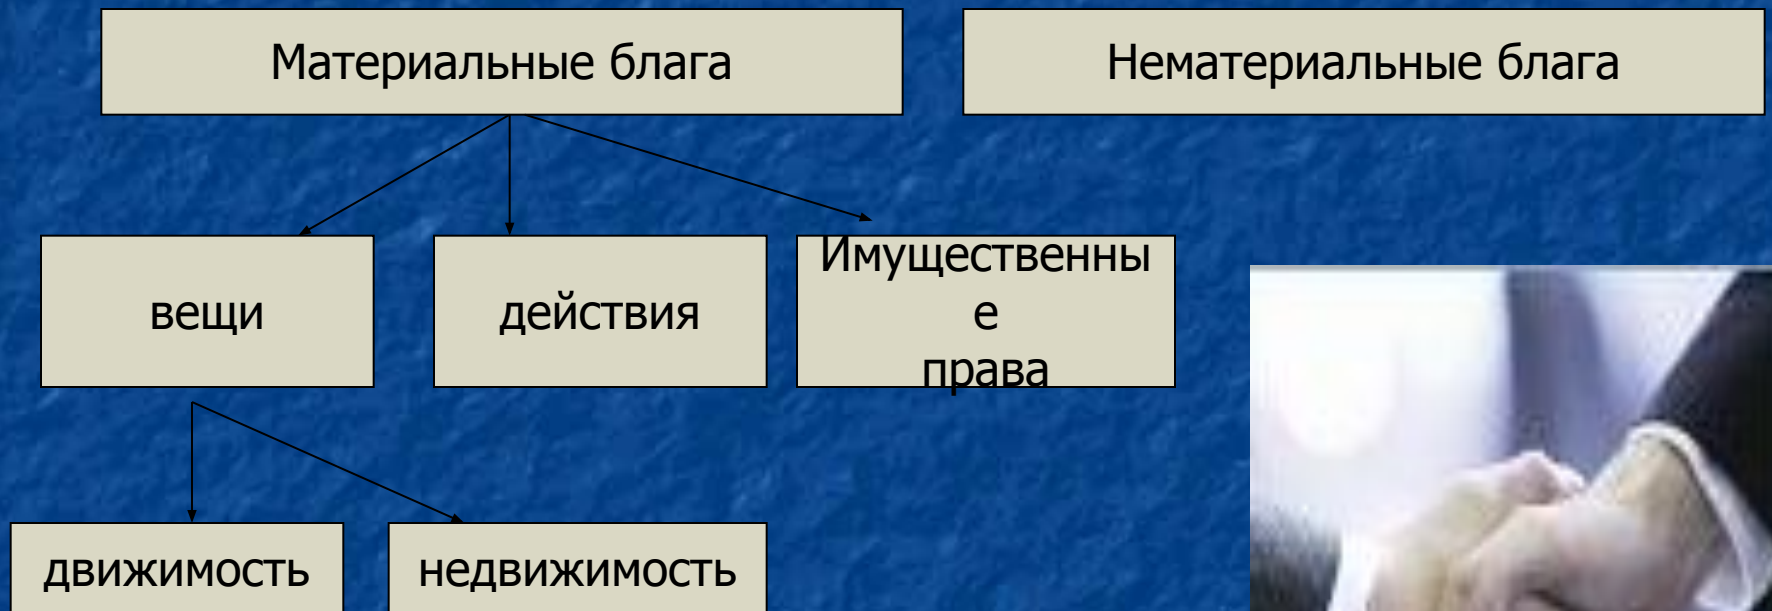 Материальные блага
Нематериальные блага
вещи
действия
Имущественны
е
права
движимость
недвижимость